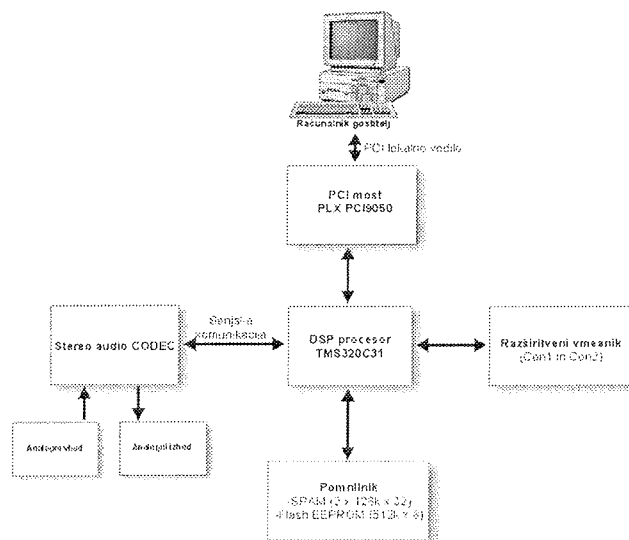 Računalnik gostitelj
PCI lokalno vodilo
PCI most
PLX PCI9050
Serijska
komunikacija
Stereo audio CODEC
DSP procesor
TMS320C31
Razširitveni vmesnik
(Con1 in Con2)
Analogni vhod
Analogni izhod
Pomnilnik
-SRAM (2 x 128k x 32)
-Flash EEPROM (512k x 8)